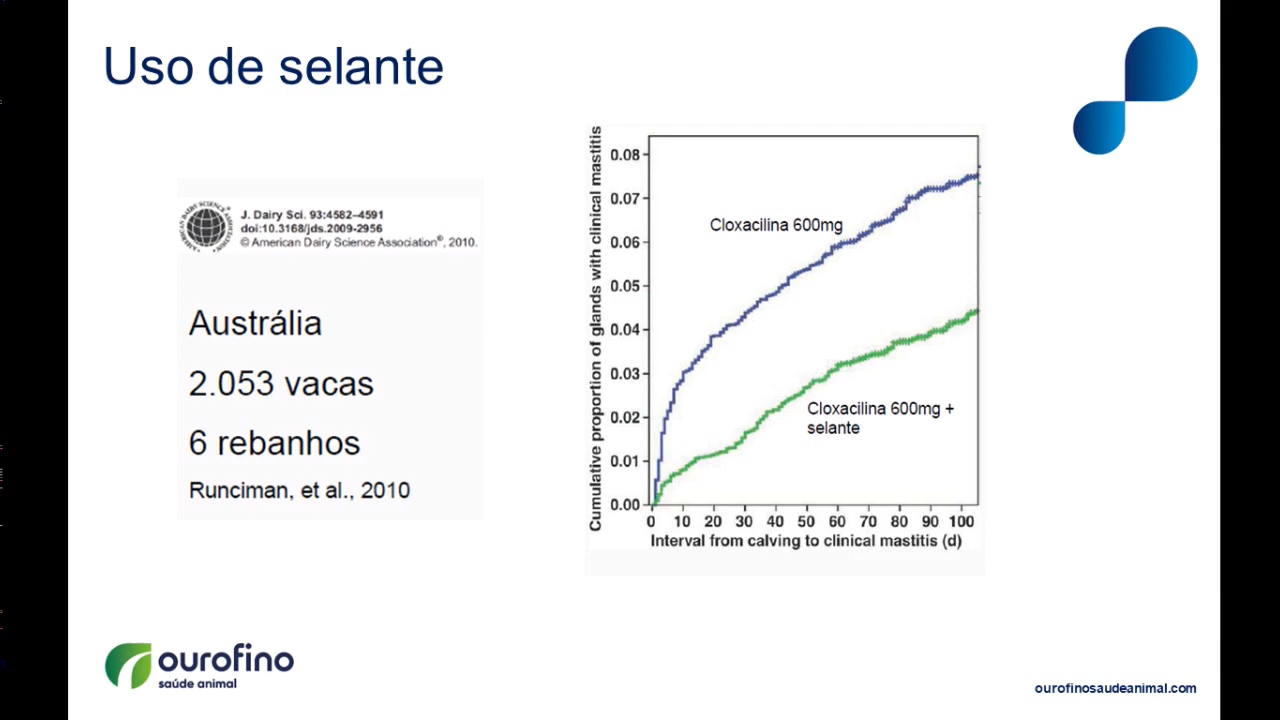 Uso de selante
AMERICAN DAIRY SCIENCE ASSOCIATION
J. Dairy Sci. 93:4582–4591
doi:10.3168/jds.2009-2956
© American Dairy Science Association®, 2010.
Austrália
2.053 vacas
6 rebanhos
Runciman, et al., 2010
Cumulative proportion of glands with clinical mastitis
0.08
0.07
0.06
0.05
0.04
0.03
0.02
0.01
0.00
Cloxacilina 600mg
Cloxacilina 600mg +
selante
0 10 20 30 40 50 60 70 80 90 100
Interval from calving to clinical mastitis (d)
ourofino
saúde animal
ourofinosaudeanimal.com